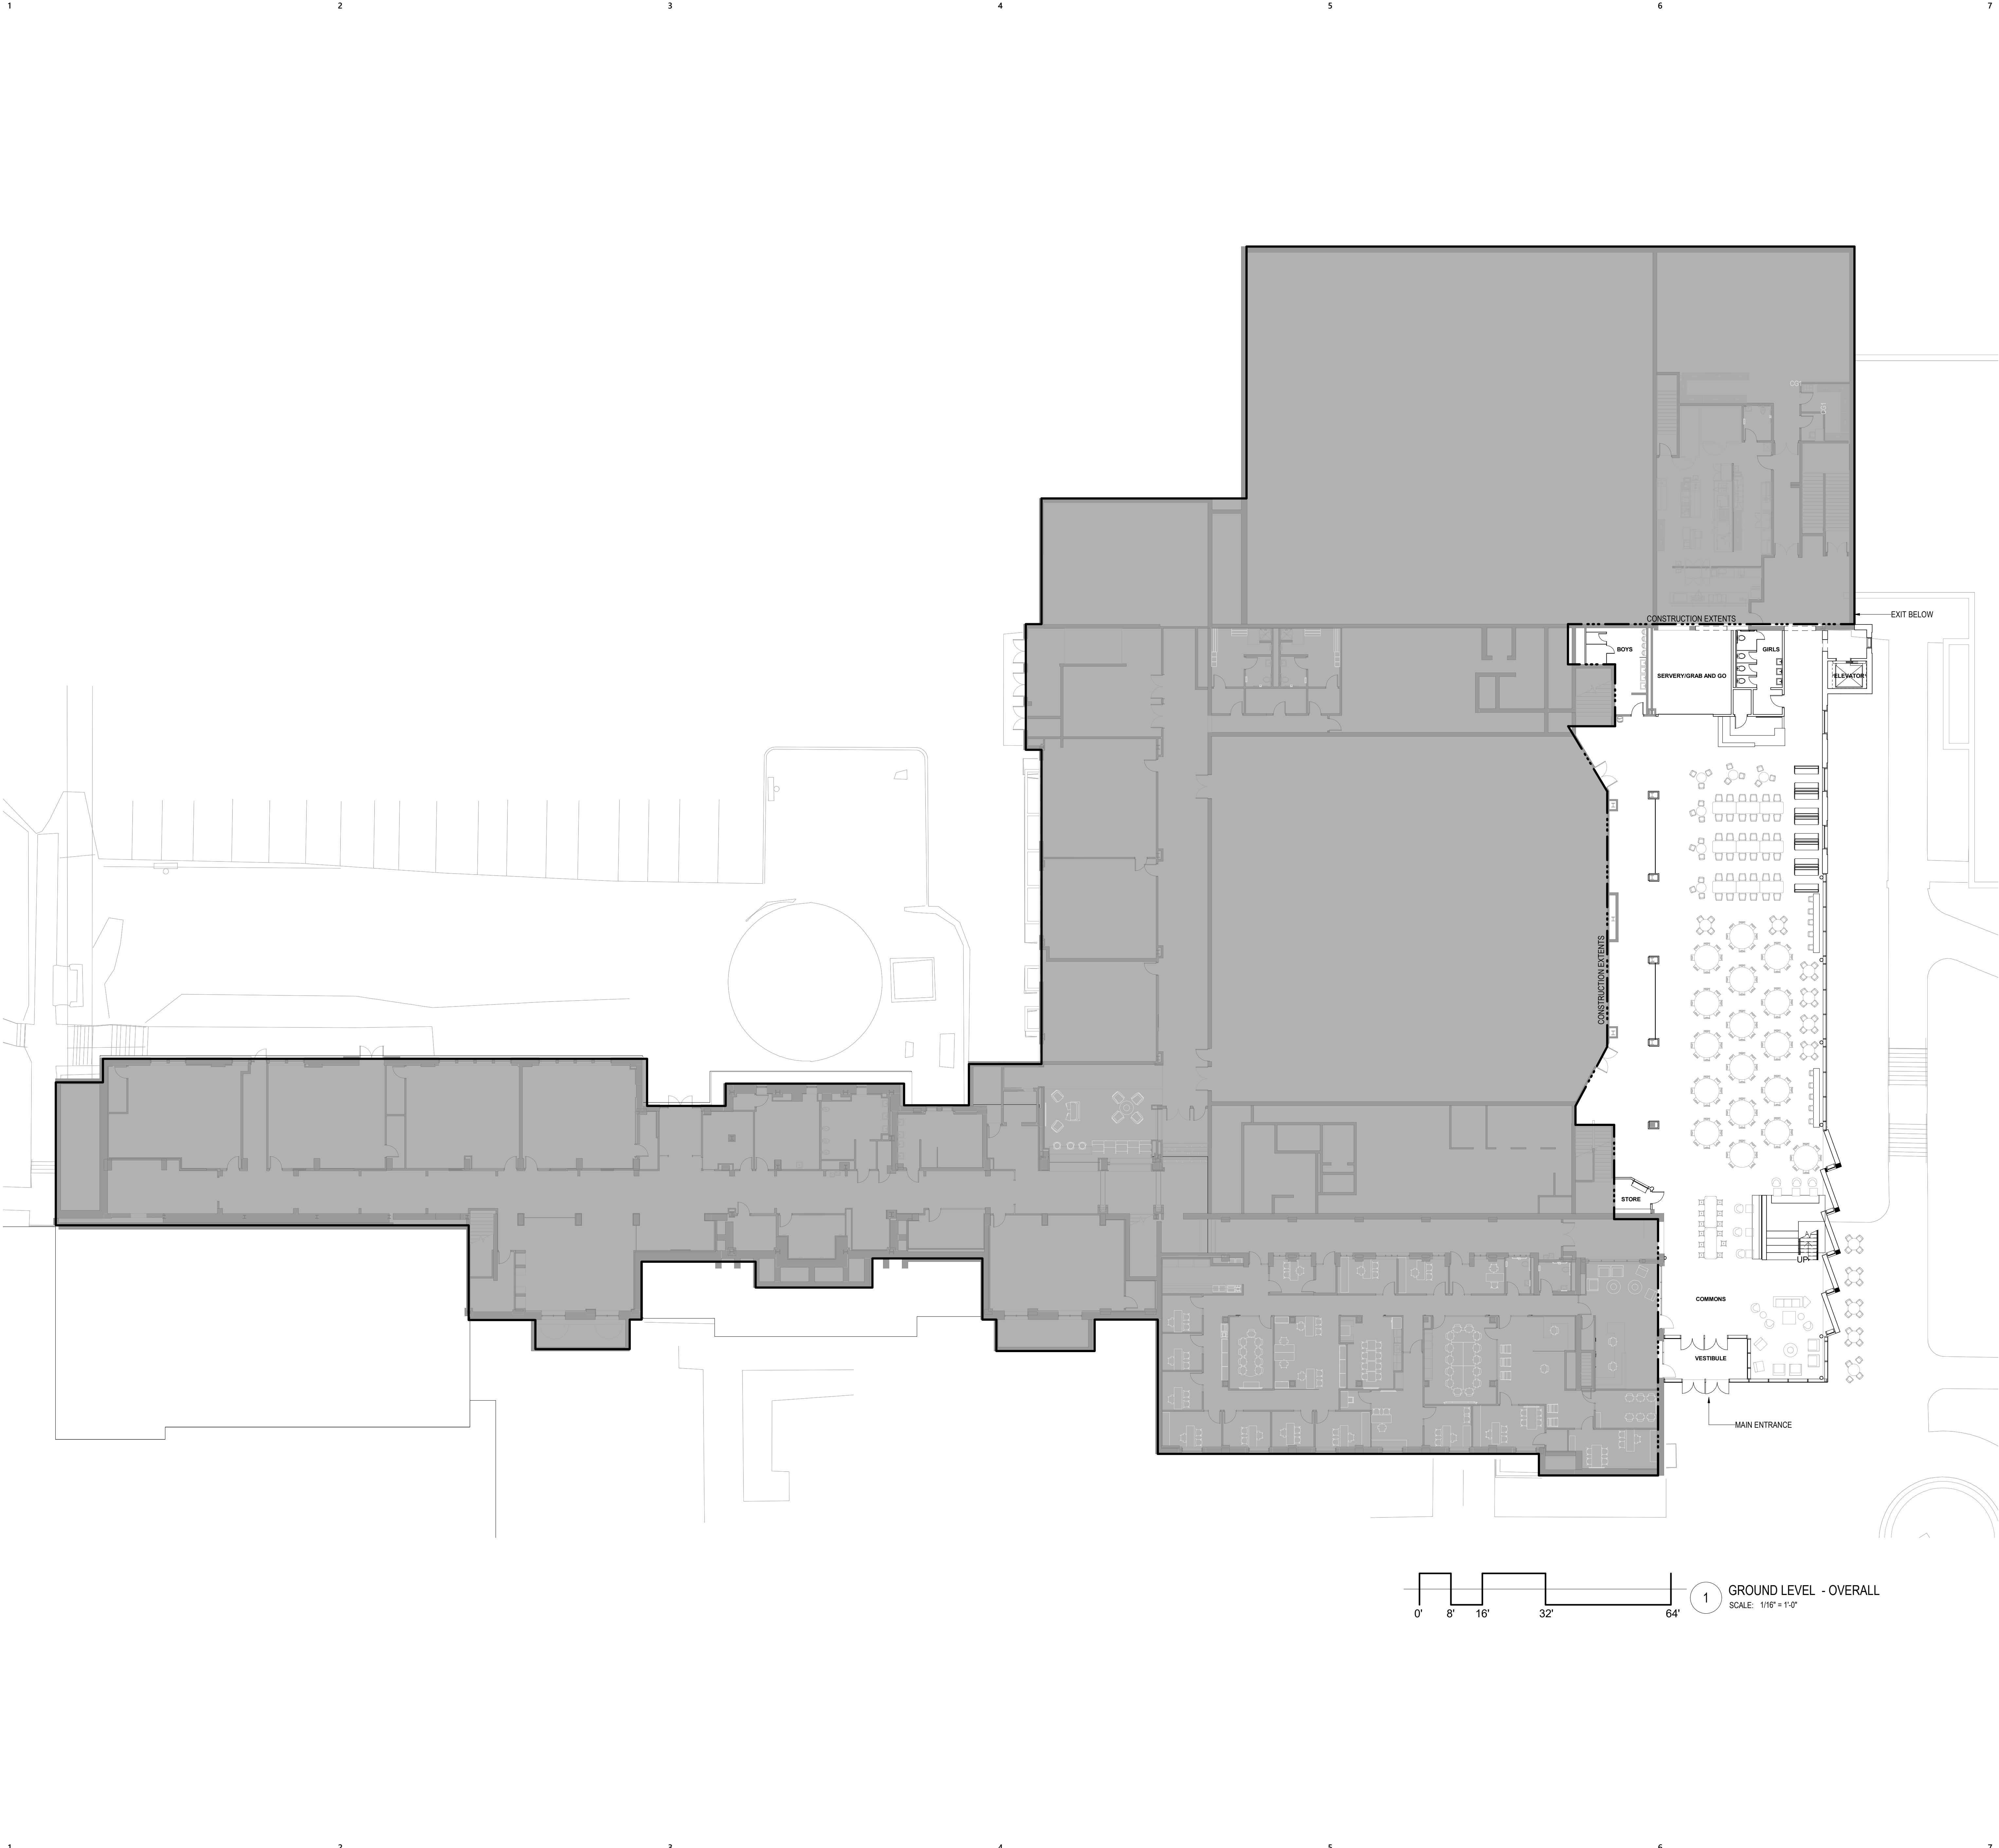 1 2 3 4 5 6 7
CONSTRUCTION EXTENTS
EXIT BELOW
BOYS
GIRLS
SERVERY/GRAB AND GO
ELEVATOR
CONSTRUCTION EXTENTS
STORE
UP
COMMONS
VESTIBULE
MAIN ENTRANCE
1
GROUND LEVEL - OVERALL
SCALE: 1/16" = 1'-0"
0' 8' 16' 32' 64'
1 2 3 4 5 6 7